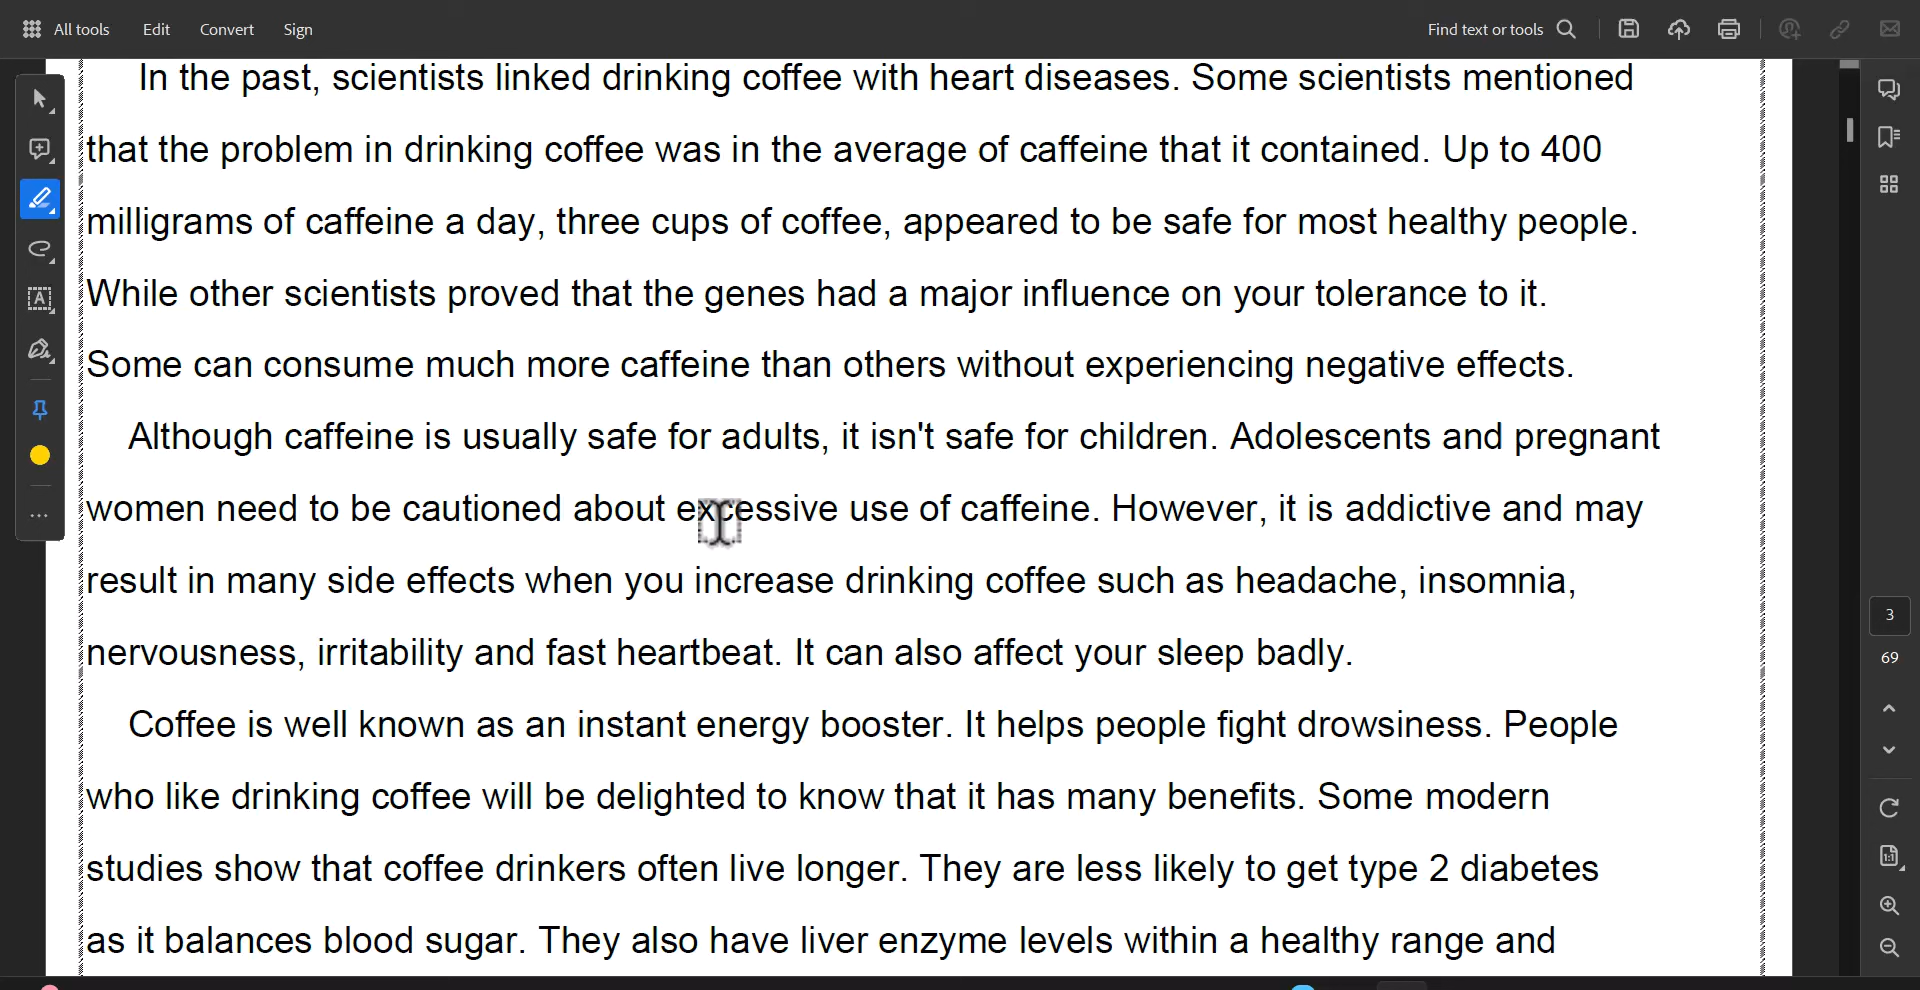 All tools Edit Convert Sign Find text or tools
In the past, scientists linked drinking coffee with heart diseases. Some scientists mentioned
that the problem in drinking coffee was in the average of caffeine that it contained. Up to 400
milligrams of caffeine a day, three cups of coffee, appeared to be safe for most healthy people.
While other scientists proved that the genes had a major influence on your tolerance to it.
Some can consume much more caffeine than others without experiencing negative effects.
Although caffeine is usually safe for adults, it isn't safe for children. Adolescents and pregnant
women need to be cautioned about excessive use of caffeine. However, it is addictive and may
result in many side effects when you increase drinking coffee such as headache, insomnia,
nervousness, irritability and fast heartbeat. It can also affect your sleep badly.
Coffee is well known as an instant energy booster. It helps people fight drowsiness. People
who like drinking coffee will be delighted to know that it has many benefits. Some modern
studies show that coffee drinkers often live longer. They are less likely to get type 2 diabetes
as it balances blood sugar. They also have liver enzyme levels within a healthy range and
3
69